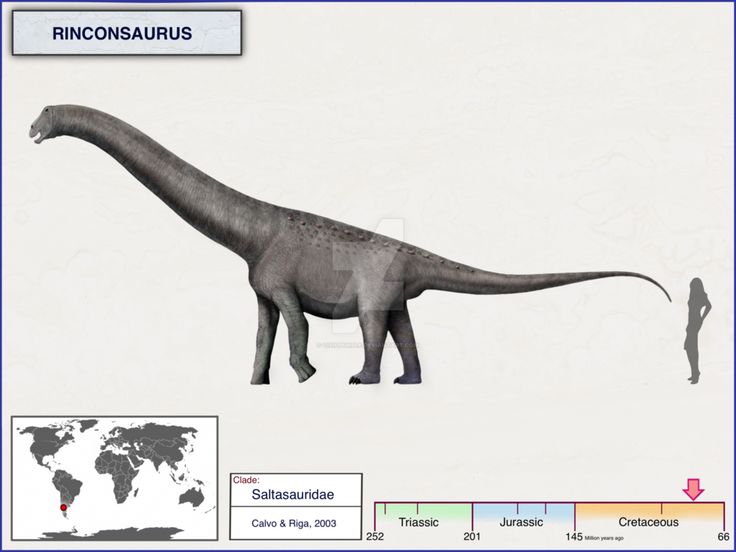 RINCONSAURUS
Clade:
Saltasauridae
Calvo & Riga, 2003
Triassic
Jurassic
Cretaceous
252
201
145
Million years ago
66